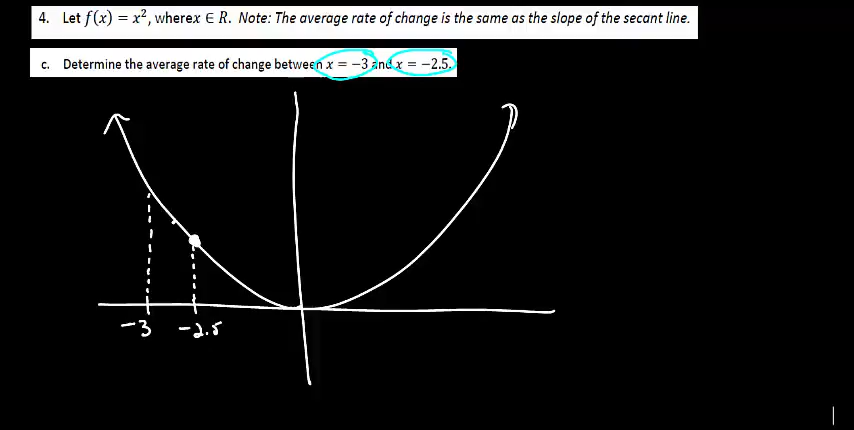 4. Let f(x) = x², wherex ∈ R. Note: The average rate of change is the same as the slope of the secant line.
c. Determine the average rate of change between x = −3 and x = −2.5.
-3 -2.5